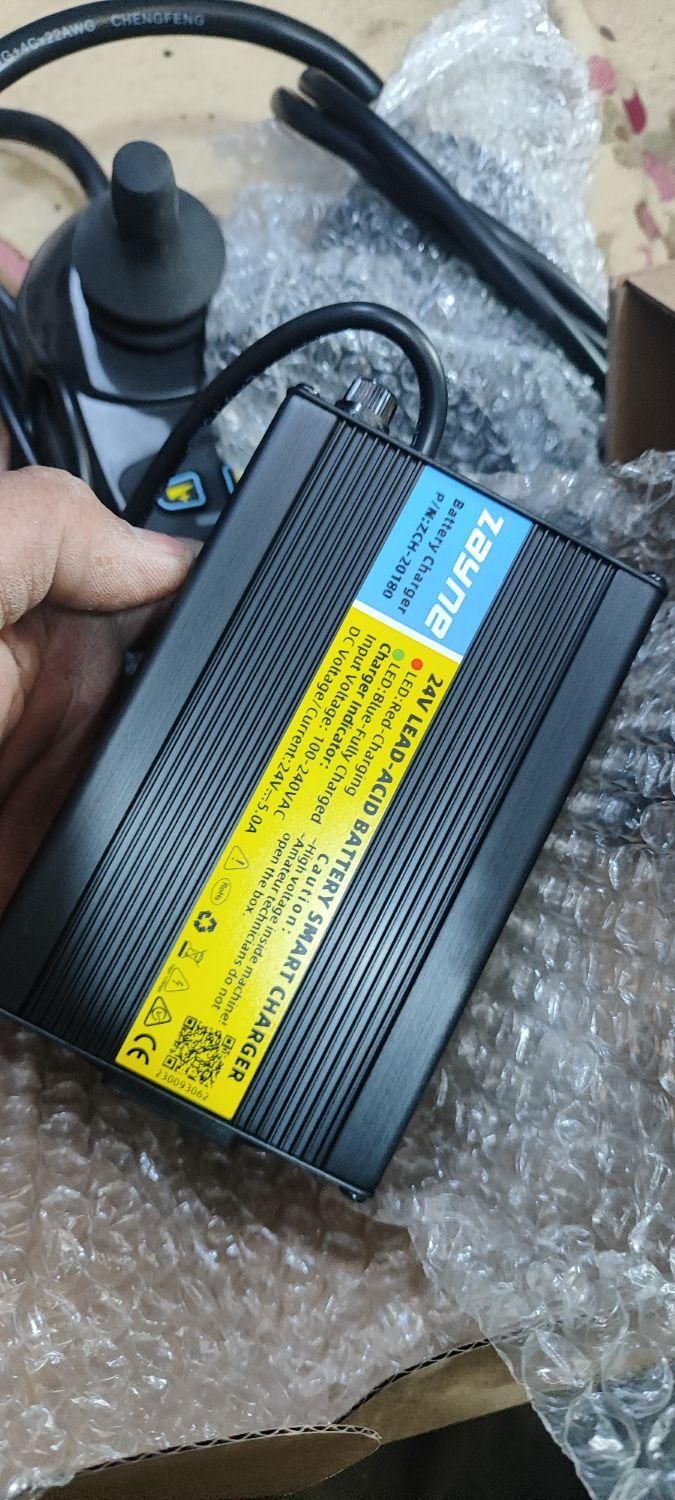 CHENGFENG
zayne
Battery Charger
P/N:ZCH-20180
24V LEAD-ACID BATTERY SMART CHARGER
LED:Red-Charging
LED:Blue-Fully Charged
Charger Indicator:
Input Voltage: 100-240VAC
DC Voltage/Current:24V⎓5.0A
Caution:
-High voltage inside machine!
-Amateur technicians do not
open the box.
RoHS
CE
230093062